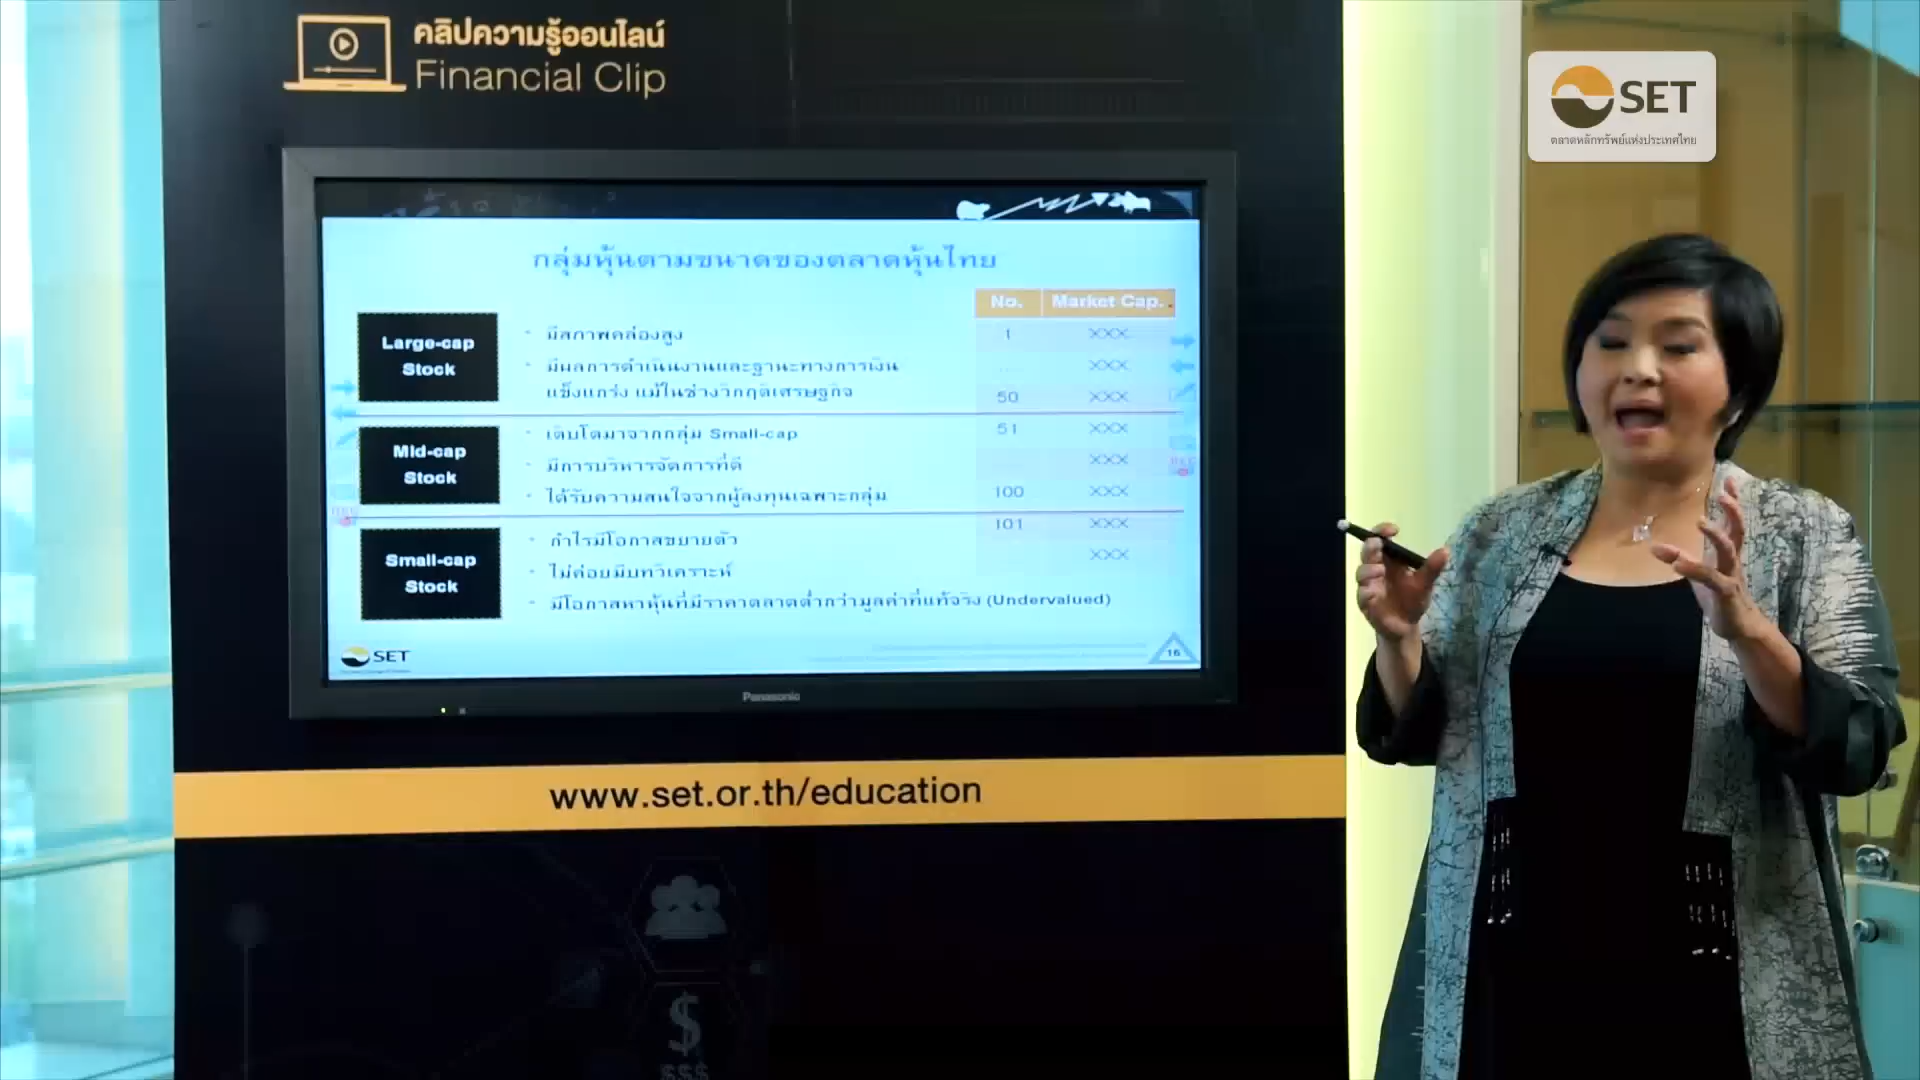 คลิปความรู้ออนไลน์
Financial Clip
SET
ตลาดหลักทรัพย์แห่งประเทศไทย
กลุ่มหุ้นตามขนาดของตลาดหุ้นไทย
No. Market Cap.
Large-cap
Stock
• มีสภาพคล่องสูง
• มีผลการดำเนินงานและฐานะทางการเงิน
แข็งแกร่ง แม้ในช่วงวิกฤติเศรษฐกิจ
1 XXX
XXX
50 XXX
Mid-cap
Stock
• เติบโตมาจากกลุ่ม Small-cap
• มีการบริหารจัดการที่ดี
• ได้รับความสนใจจากผู้ลงทุนเฉพาะกลุ่ม
51 XXX
XXX
100 XXX
Small-cap
Stock
• กำไรมีโอกาสขยายตัว
• ไม่ค่อยมีบทวิเคราะห์
• มีโอกาสหาหุ้นที่มีราคาตลาดต่ำกว่ามูลค่าที่แท้จริง (Undervalued)
101 XXX
XXX
REC
REC
SET
16
Panasonic
www.set.or.th/education
$
$$$